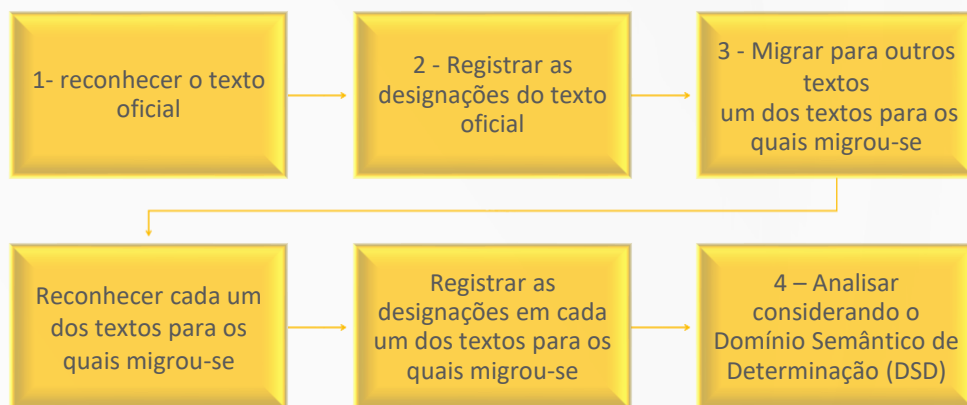 1- reconhecer o texto
oficial
2 - Registrar as
designações do texto
oficial
3 - Migrar para outros
textos
um dos textos para os
quais migrou-se
Reconhecer cada um
dos textos para os
quais migrou-se
Registrar as
designações em cada
um dos textos para os
quais migrou-se
4 – Analisar
considerando o
Domínio Semântico de
Determinação (DSD)